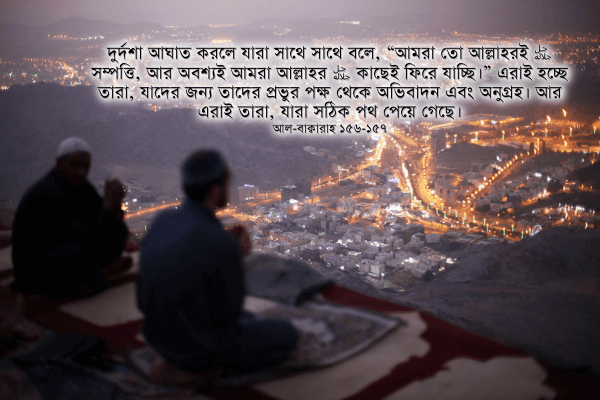 দুর্দশা আঘাত করলে যারা সাথে সাথে বলে, “আমরা তো আল্লাহরই ﷻ
সম্পত্তি, আর অবশ্যই আমরা আল্লাহর ﷻ কাছেই ফিরে যাচ্ছি।” এরাই হচ্ছে
তারা, যাদের জন্য তাদের প্রভুর পক্ষ থেকে অভিবাদন এবং অনুগ্রহ। আর
এরাই তারা, যারা সঠিক পথ পেয়ে গেছে।
আল-বাক্বারাহ ১৫৬-১৫৭